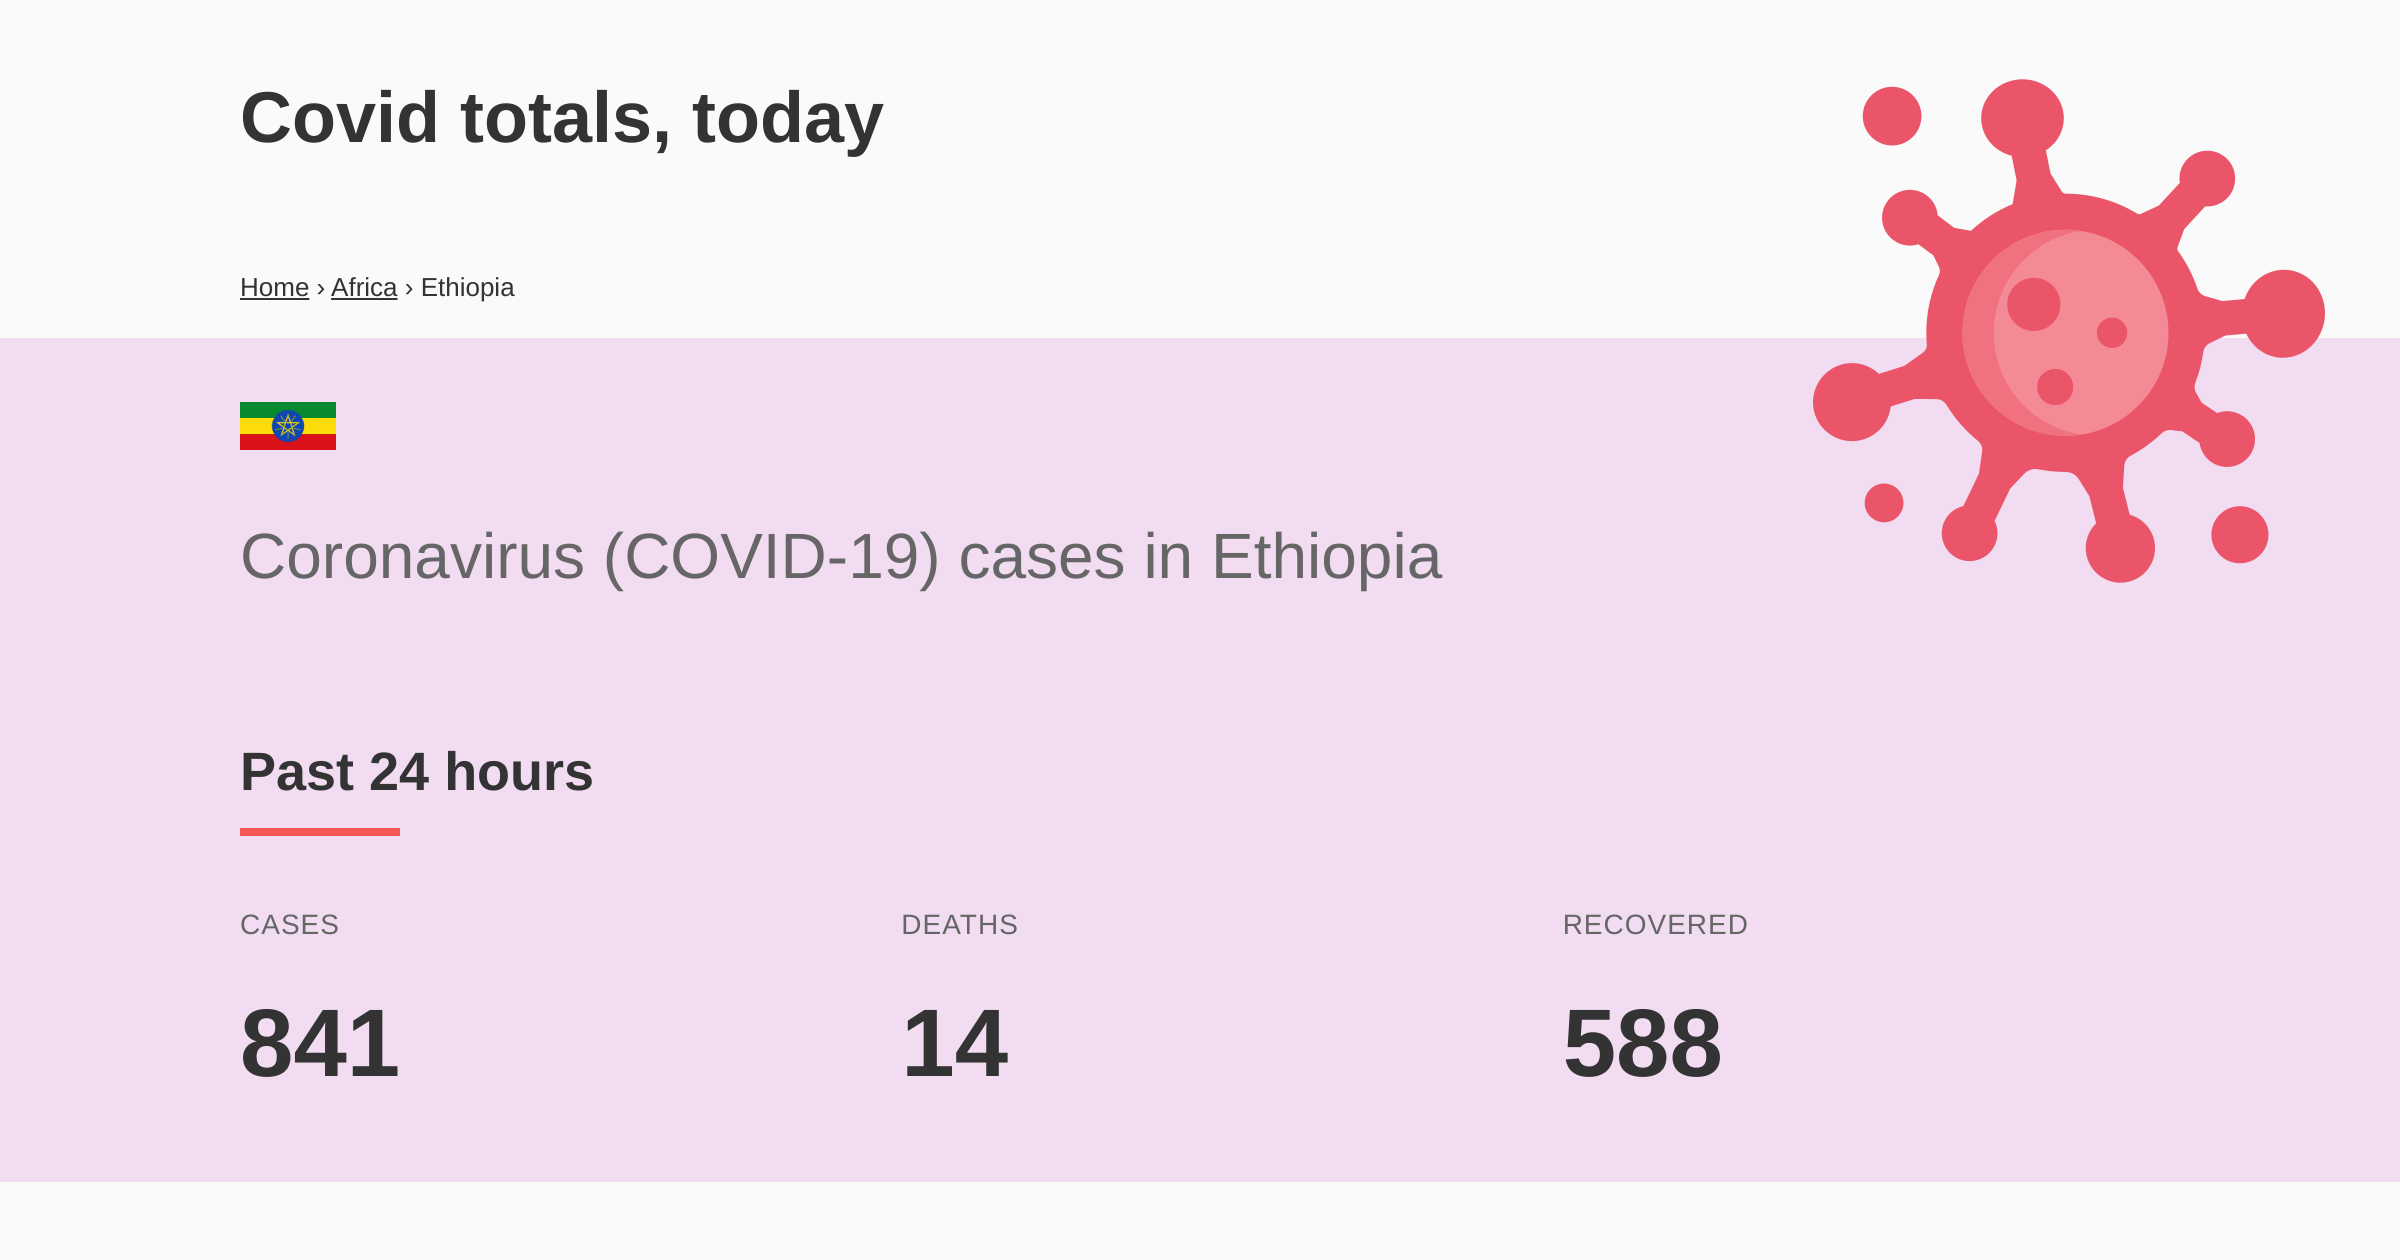 Covid totals, today
Home › Africa › Ethiopia
Coronavirus (COVID-19) cases in Ethiopia
Past 24 hours
CASES
DEATHS
RECOVERED
841
14
588